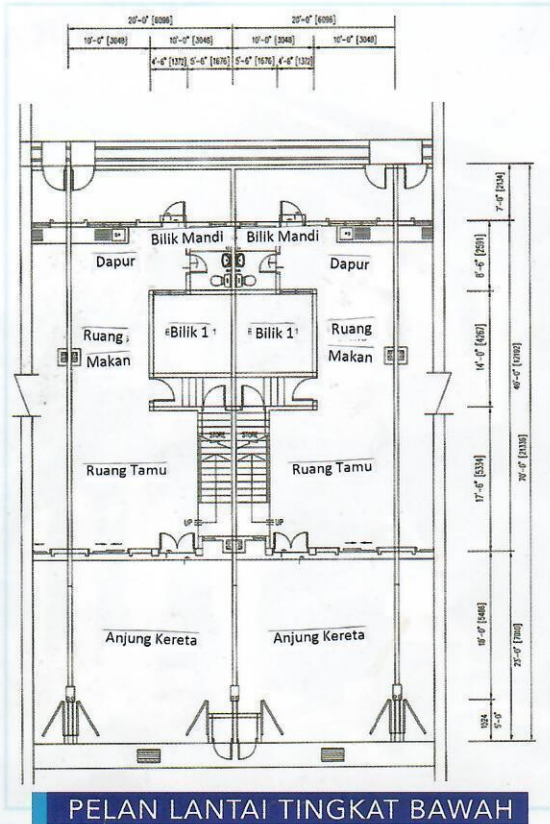 20'-0" [6096] 20'-0" [6096]
10'-0" [3048] 10'-0" [3048] 10'-0" [3048] 10'-0" [3048]
4'-6" [1372] 5'-6" [1676] 5'-6" [1676] 4'-6" [1372]
7'-0" [2134]
Bilik Mandi Bilik Mandi
Dapur Dapur
8'-6" [2591]
Bilik 1 Bilik 1
Ruang Ruang
Makan Makan
14'-0" [4267]
70'-0" [21336]
STORE STORE
Ruang Tamu Ruang Tamu
17'-6" [5334]
UP UP
Anjung Kereta Anjung Kereta
18'-0" [5486]
1524
5'-0"
PELAN LANTAI TINGKAT BAWAH